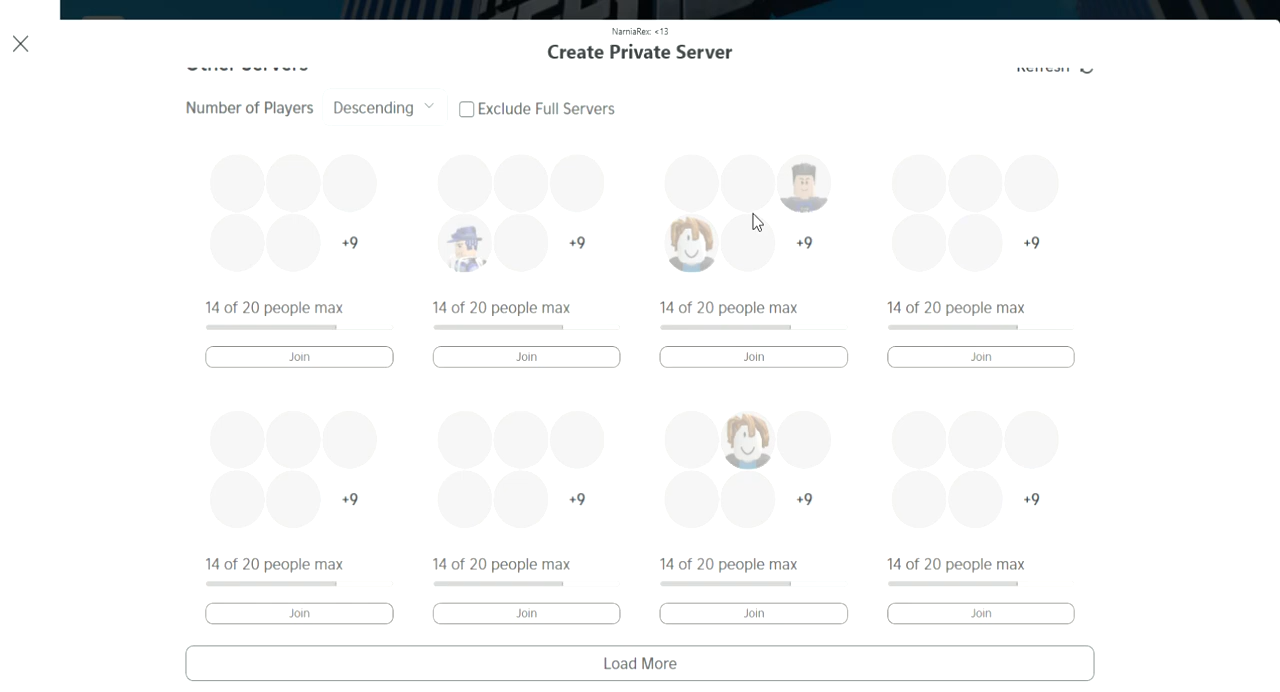 NarniaRex: <13
Create Private Server
Other Servers
Refresh
Number of Players Descending Exclude Full Servers
+9 +9 +9 +9
14 of 20 people max 14 of 20 people max 14 of 20 people max 14 of 20 people max
Join Join Join Join
+9 +9 +9 +9
14 of 20 people max 14 of 20 people max 14 of 20 people max 14 of 20 people max
Join Join Join Join
Load More